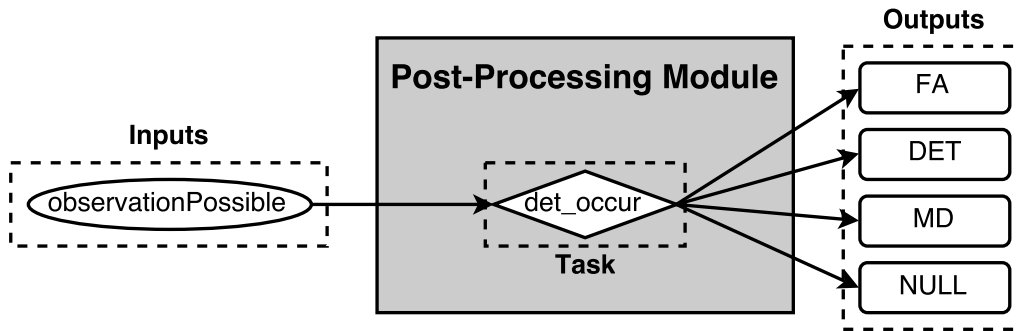 Outputs
Post-Processing Module
FA
Inputs
DET
observationPossible
det_occur
MD
Task
NULL